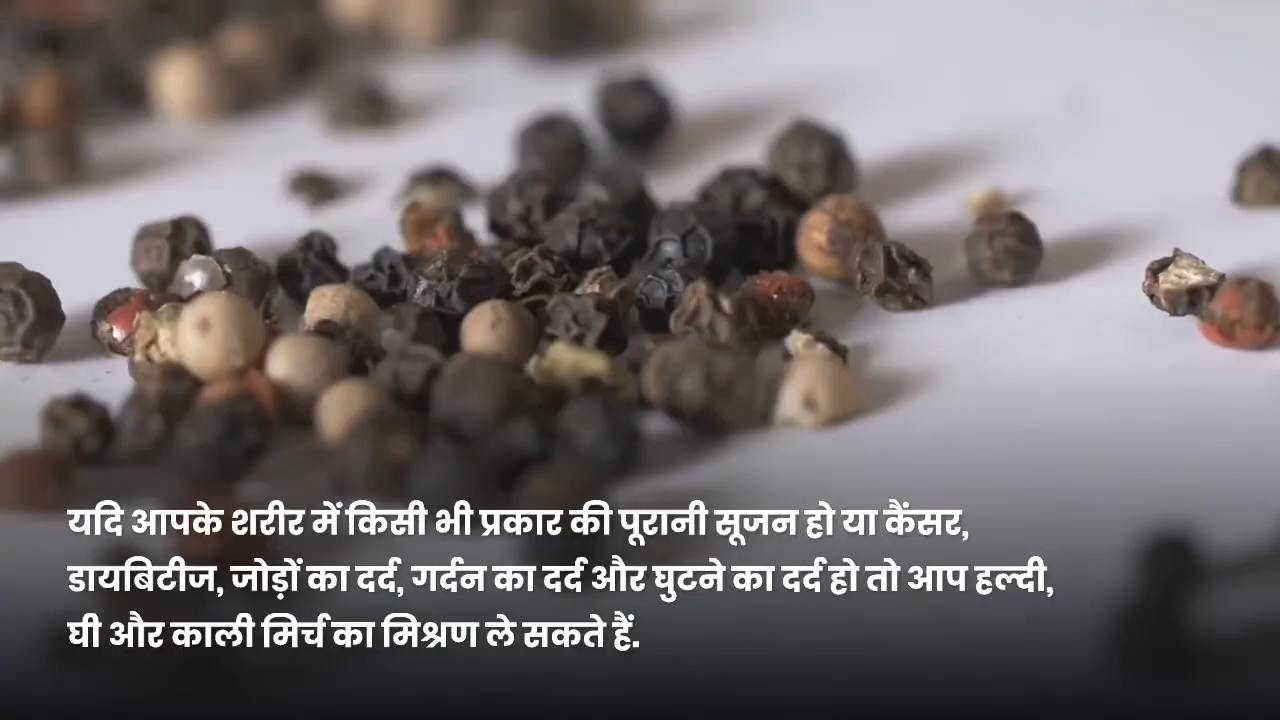 यदि आपके शरीर में किसी भी प्रकार की पूरानी सूजन हो या कैंसर,
डायबिटीज, जोड़ों का दर्द, गर्दन का दर्द और घुटने का दर्द हो तो आप हल्दी,
घी और काली मिर्च का मिश्रण ले सकते हैं.